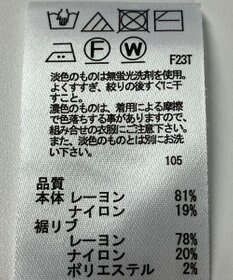 F W F23T
淡色のものは無蛍光洗剤を使用。
よくすすぎ、絞りの後すぐに干
すこと。
濃色のものは、着用による摩擦
で色落ちする事がありますので、
組み合せの衣服にご注意下さい。
また、淡色のものとは別にお洗
い下さい。
105
品質
本体 レーヨン 81%
ナイロン 19%
裾リブ
レーヨン 78%
ナイロン 20%
ポリエステル 2%